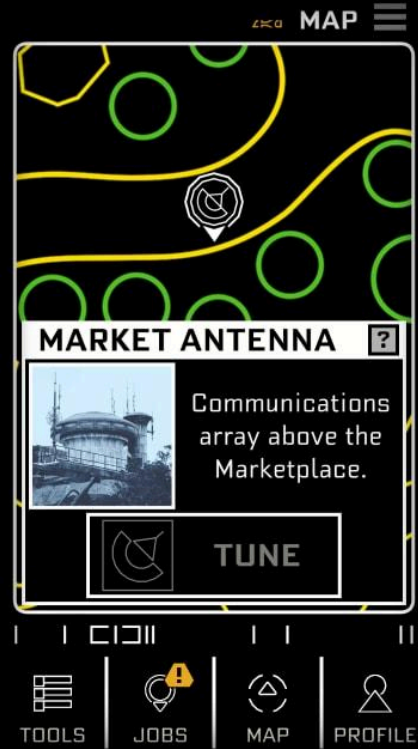 MAP
MARKET ANTENNA
?
Communications
array above the
Marketplace.
TUNE
!
TOOLS
JOBS
MAP
PROFILE